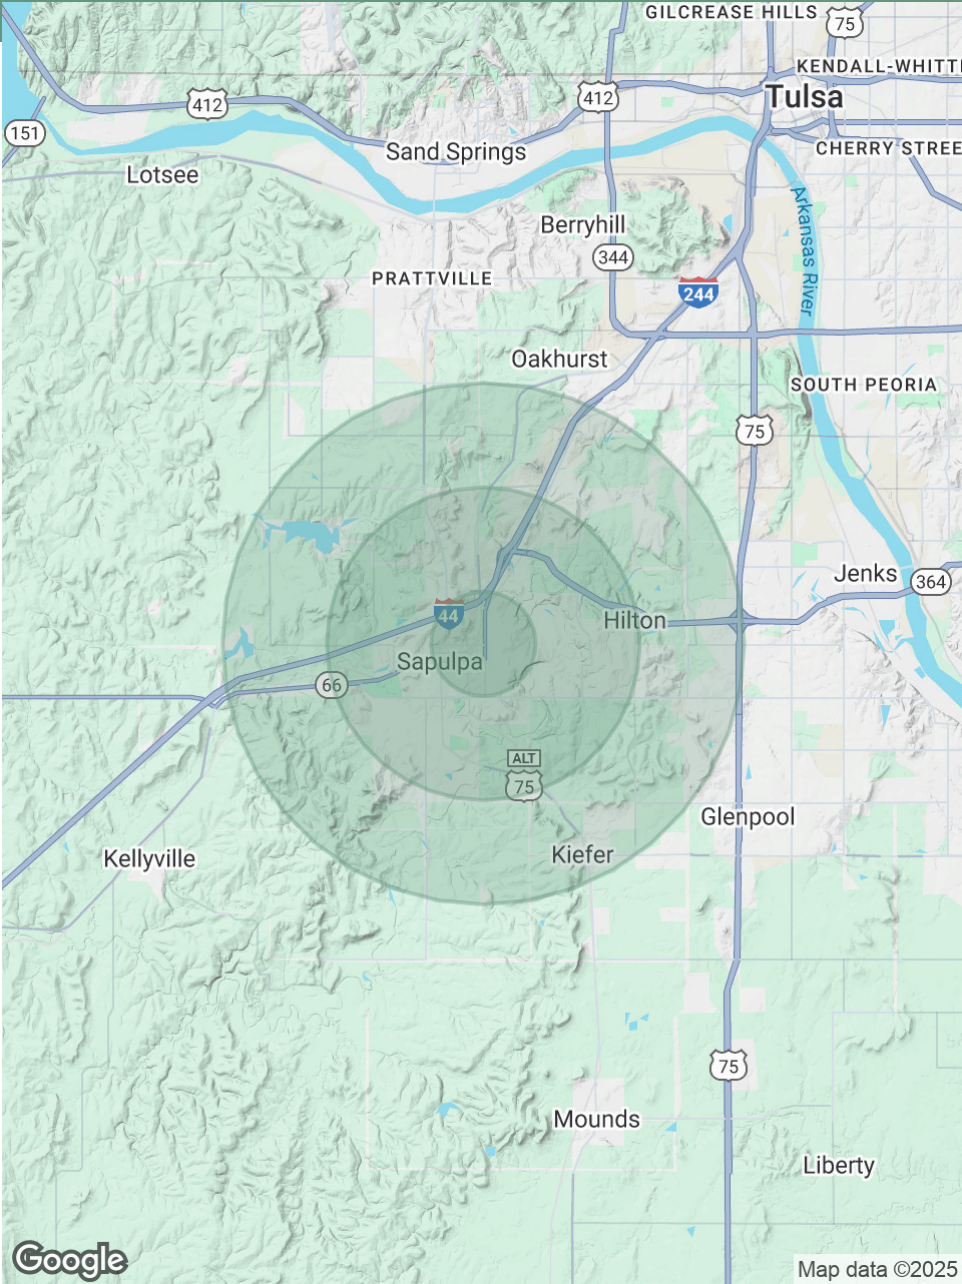 GILCREASE HILLS
75
KENDALL-WHITTI
412
412
Tulsa
151
CHERRY STREE
Sand Springs
Lotsee
Arkansas River
Berryhill
344
PRATTVILLE
244
Oakhurst
SOUTH PEORIA
75
Jenks
364
44
Hilton
Sapulpa
66
ALT
75
Glenpool
Kiefer
Kellyville
75
Mounds
Liberty
Google
Map data ©2025